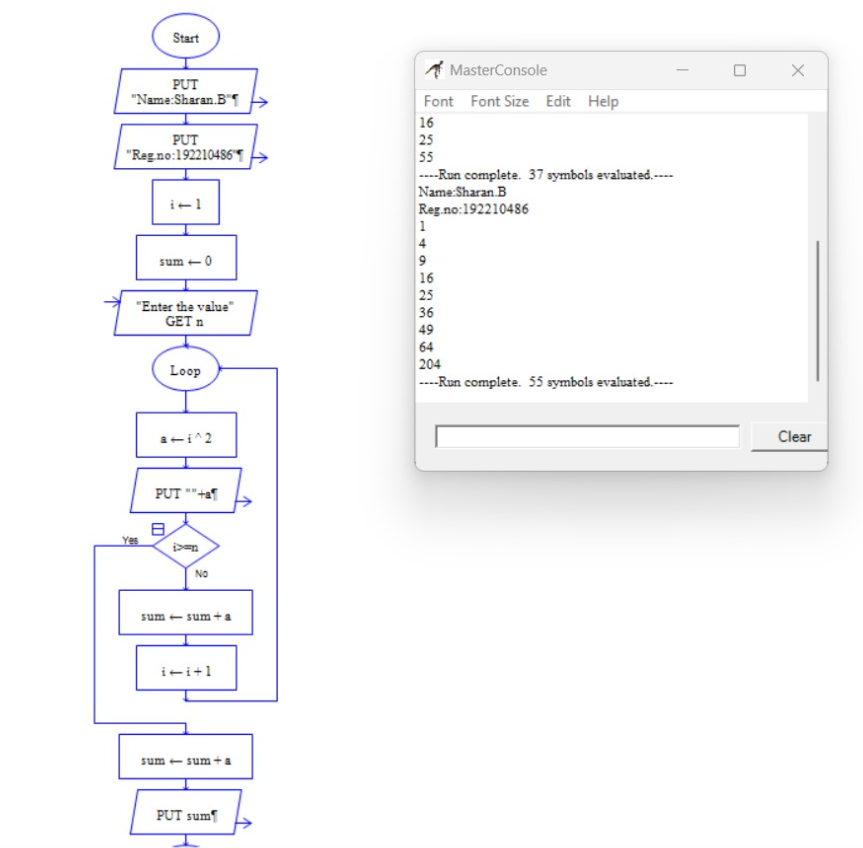 Start
PUT
"Name:Sharan.B"¶
PUT
"Reg.no:192210486"¶
i ← 1
sum ← 0
"Enter the value"
GET n
Loop
a ← i ^ 2
PUT ""+a¶
Yes
i>=n
No
sum ← sum + a
i ← i + 1
sum ← sum + a
PUT sum¶
MasterConsole
Font Font Size Edit Help
16
25
55
----Run complete. 37 symbols evaluated.----
Name:Sharan.B
Reg.no:192210486
1
4
9
16
25
36
49
64
204
----Run complete. 55 symbols evaluated.----
Clear